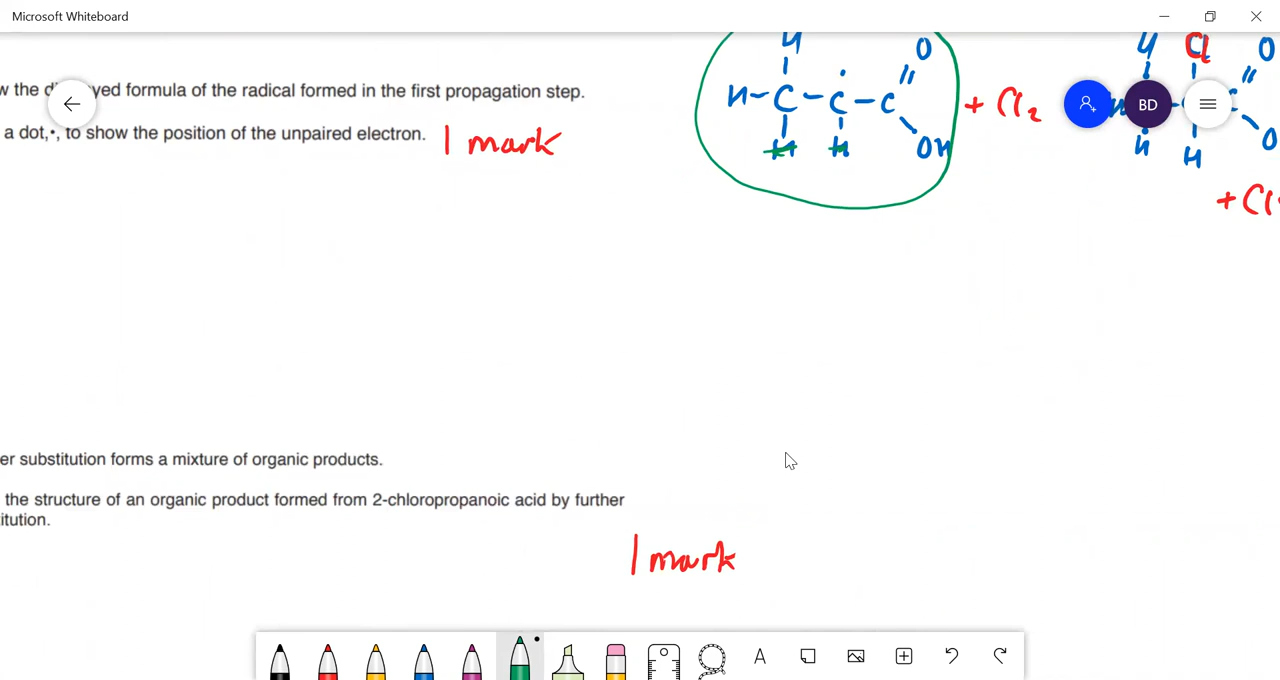 Microsoft Whiteboard
yed formula of the radical formed in the first propagation step.
a dot,•, to show the position of the unpaired electron. 1 mark
H O H Cl O
H-C-C-C + Cl₂ BD
H H OH H H O
+ Cl
er substitution forms a mixture of organic products.
the structure of an organic product formed from 2-chloropropanoic acid by further
itution.
1 mark
A